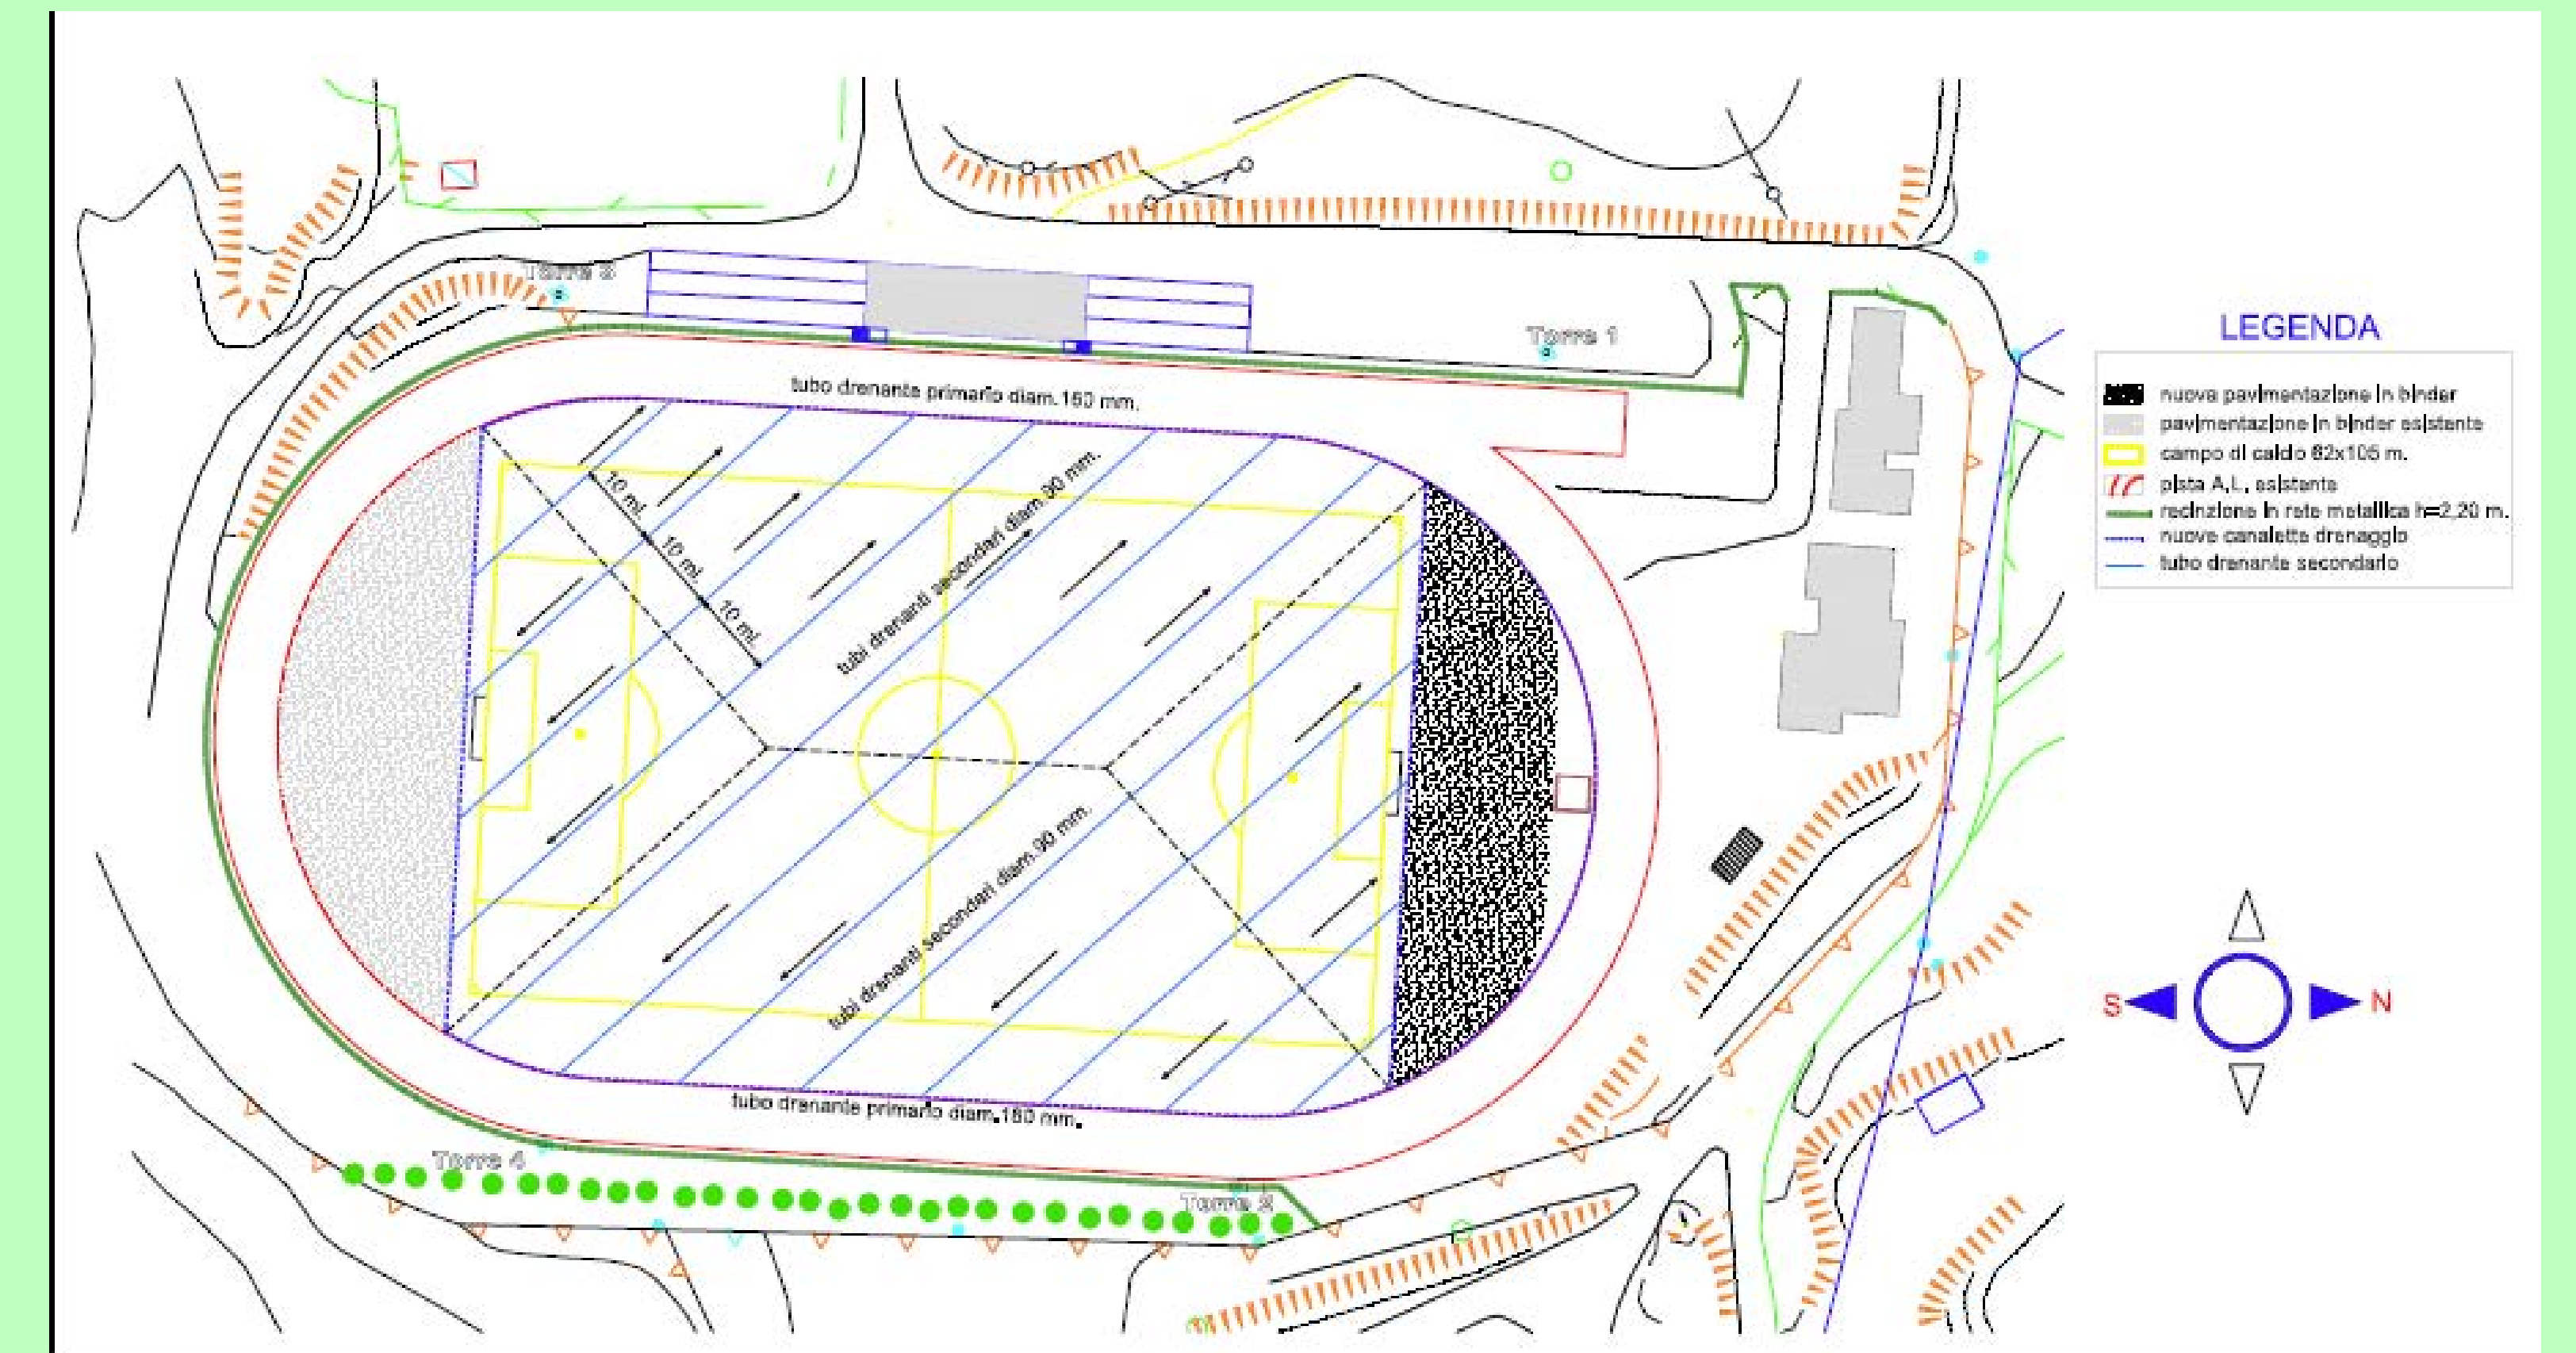 Torre 3
Torre 1
tubo drenante primario diam.160 mm.
10 ml.
10 ml.
10 ml.
tubi drenanti secondari diam.90 mm.
tubi drenanti secondari diam.90 mm.
tubo drenante primario diam.160 mm.
Torre 4
Torre 2
LEGENDA
nuova pavimentazione in binder
pavimentazione in binder esistente
campo di calcio 62x105 m.
pista A.L. esistente
recinzione in rete metallica h=2,20 m.
nuove canalette drenaggio
tubo drenante secondario
S
N